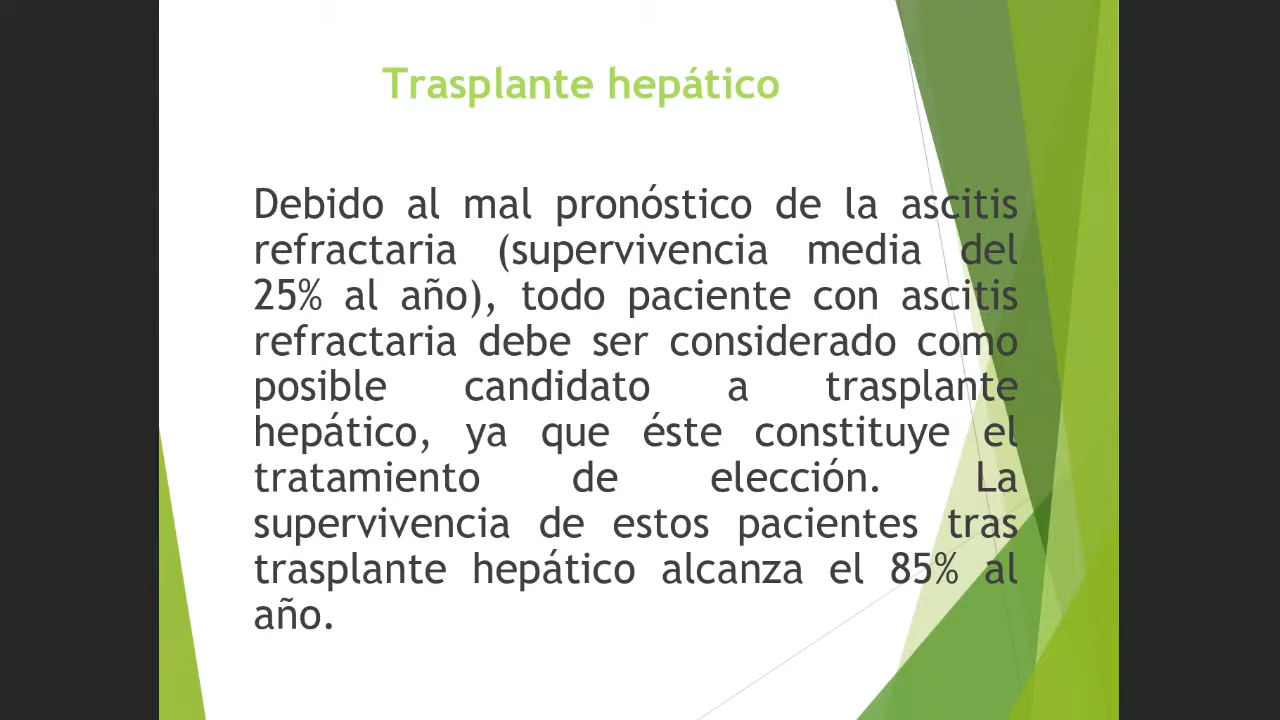 Trasplante hepático
Debido al mal pronóstico de la ascitis
refractaria (supervivencia media del
25% al año), todo paciente con ascitis
refractaria debe ser considerado como
posible candidato a trasplante
hepático, ya que éste constituye el
tratamiento de elección. La
supervivencia de estos pacientes tras
trasplante hepático alcanza el 85% al
año.